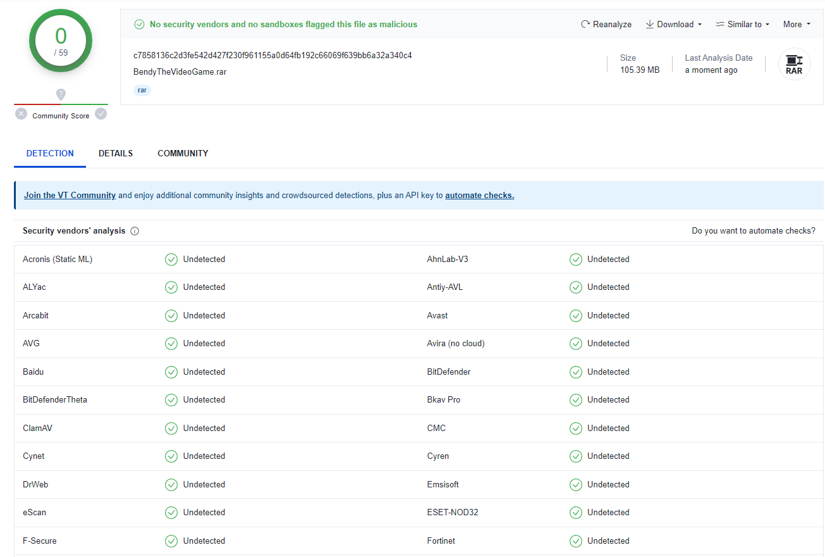 0
/ 59
?
Community Score
No security vendors and no sandboxes flagged this file as malicious
Reanalyze Download Similar to More
c7858136c2d3fe542d427f230f961155a0d64fb192c66069f639bb6a32a340c4
BendyTheVideoGame.rar
rar
Size
105.39 MB
Last Analysis Date
a moment ago
RAR
DETECTION DETAILS COMMUNITY
Join the VT Community and enjoy additional community insights and crowdsourced detections, plus an API key to automate checks.
Security vendors' analysis Do you want to automate checks?
Acronis (Static ML) Undetected AhnLab-V3 Undetected
ALYac Undetected Antiy-AVL Undetected
Arcabit Undetected Avast Undetected
AVG Undetected Avira (no cloud) Undetected
Baidu Undetected BitDefender Undetected
BitDefenderTheta Undetected Bkav Pro Undetected
ClamAV Undetected CMC Undetected
Cynet Undetected Cyren Undetected
DrWeb Undetected Emsisoft Undetected
eScan Undetected ESET-NOD32 Undetected
F-Secure Undetected Fortinet Undetected